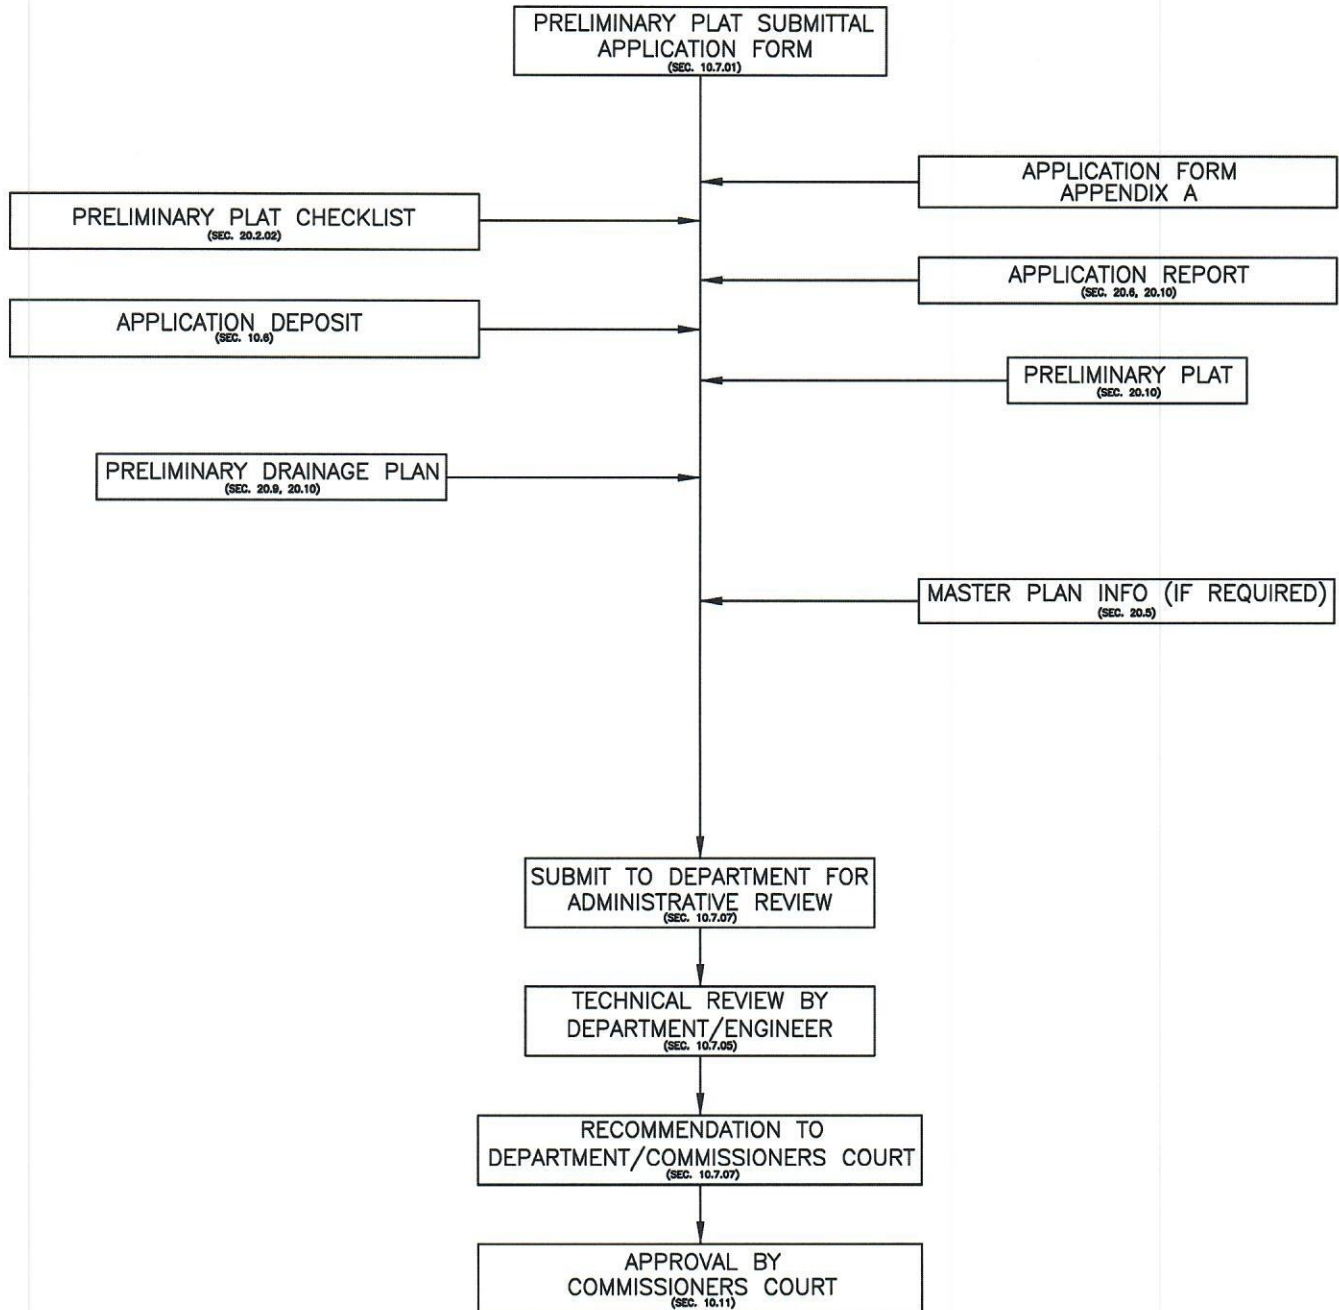 PRELIMINARY PLAT SUBMITTAL
APPLICATION FORM
(SEC. 10.7.01)
APPLICATION FORM
APPENDIX A
PRELIMINARY PLAT CHECKLIST
(SEC. 20.2.02)
APPLICATION REPORT
(SEC. 20.6, 20.10)
APPLICATION DEPOSIT
(SEC. 10.6)
PRELIMINARY PLAT
(SEC. 20.10)
PRELIMINARY DRAINAGE PLAN
(SEC. 20.9, 20.10)
MASTER PLAN INFO (IF REQUIRED)
(SEC. 20.5)
SUBMIT TO DEPARTMENT FOR
ADMINISTRATIVE REVIEW
(SEC. 10.7.07)
TECHNICAL REVIEW BY
DEPARTMENT/ENGINEER
(SEC. 10.7.05)
RECOMMENDATION TO
DEPARTMENT/COMMISSIONERS COURT
(SEC. 10.7.07)
APPROVAL BY
COMMISSIONERS COURT
(SEC. 10.11)